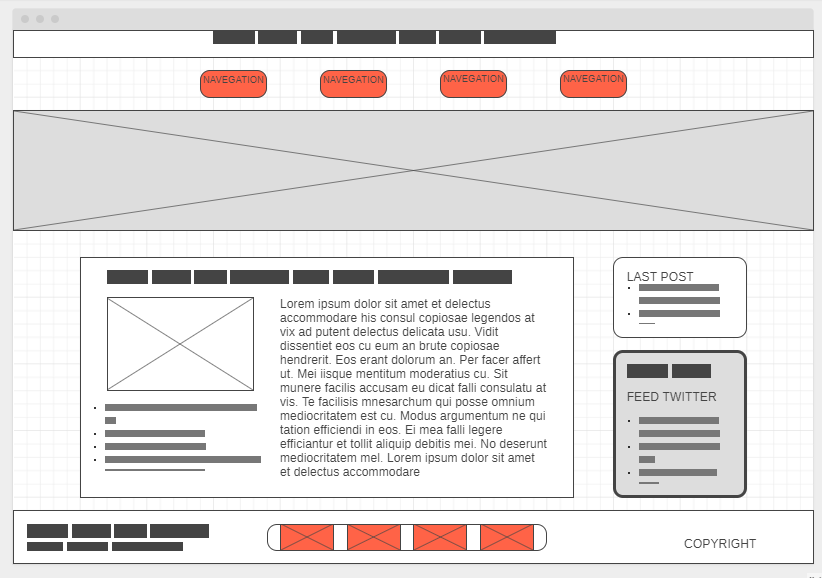 NAVEGATION
NAVEGATION
NAVEGATION
NAVEGATION
Lorem ipsum dolor sit amet et delectus
accommodare his consul copiosae legendos at
vix ad putent delectus delicata usu. Vidit
dissentiet eos cu eum an brute copiosae
hendrerit. Eos erant dolorum an. Per facer affert
ut. Mei iisque mentitum moderatius cu. Sit
munere facilis accusam eu dicat falli consulatu at
vis. Te facilisis mnesarchum qui posse omnium
mediocritatem est cu. Modus argumentum ne qui
tation efficiendi in eos. Ei mea falli legere
efficiantur et tollit aliquip debitis mei. No deserunt
mediocritatem mel. Lorem ipsum dolor sit amet
et delectus accommodare
LAST POST
FEED TWITTER
COPYRIGHT